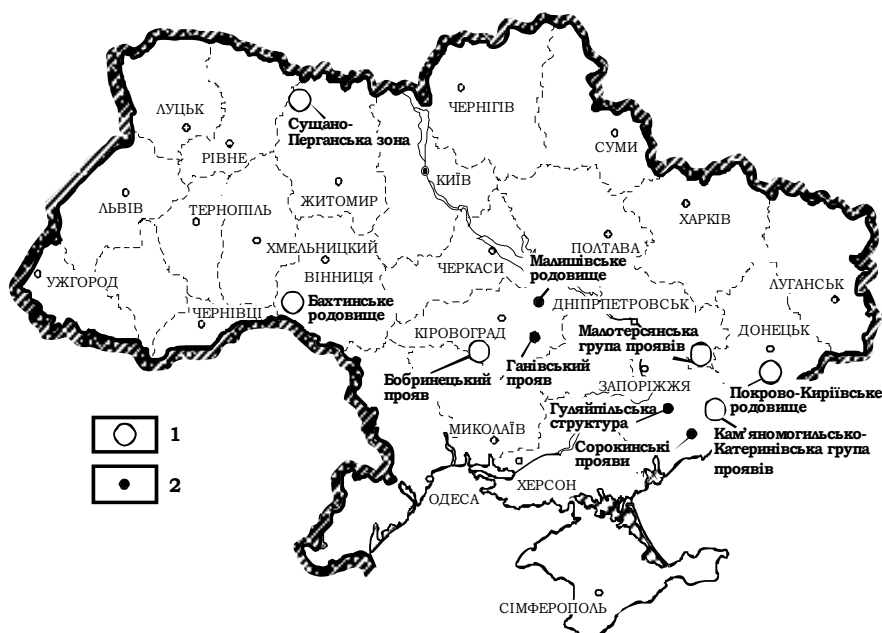 ЧЕРНІГІВ
ЛУЦЬК
Сущано-
Перганська зона
СУМИ
РІВНЕ
КИЇВ
ЖИТОМИР
ЛЬВІВ
ТЕРНОПІЛЬ
ХАРКІВ
ХМЕЛЬНИЦКИЙ
ПОЛТАВА
ВІННИЦЯ
ЧЕРКАСИ
Малишівське
родовище
УЖГОРОД
ЛУГАНСЬК
Бахтинське
родовище
ДНІПРПЕТРОВСЬК
ЧЕРНІВЦІ
КІРОВОГРАД
Малотерсянська
група проявів
ДОНЕЦЬК
Ганівський
прояв
Бобринецький
прояв
ЗАПОРІЖЖЯ
Покрово-Киріївське
родовище
Гуляйпільська
структура
МИКОЛАЇВ
Кам’яномогильсько-
Катеринівська група
проявів
Сорокинські
прояви
1
2
ОДЕСА
ХЕРСОН
СІМФЕРОПОЛЬ